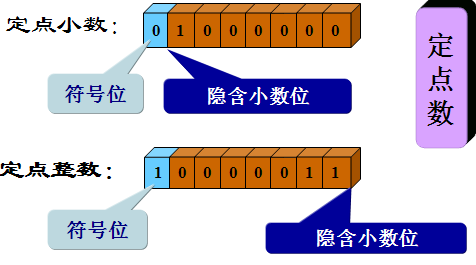 定点小数：
0 1 0 0 0 0 0 0
符号位
隐含小数位
定点数
定点整数：
1 0 0 0 0 0 1 1
符号位
隐含小数位